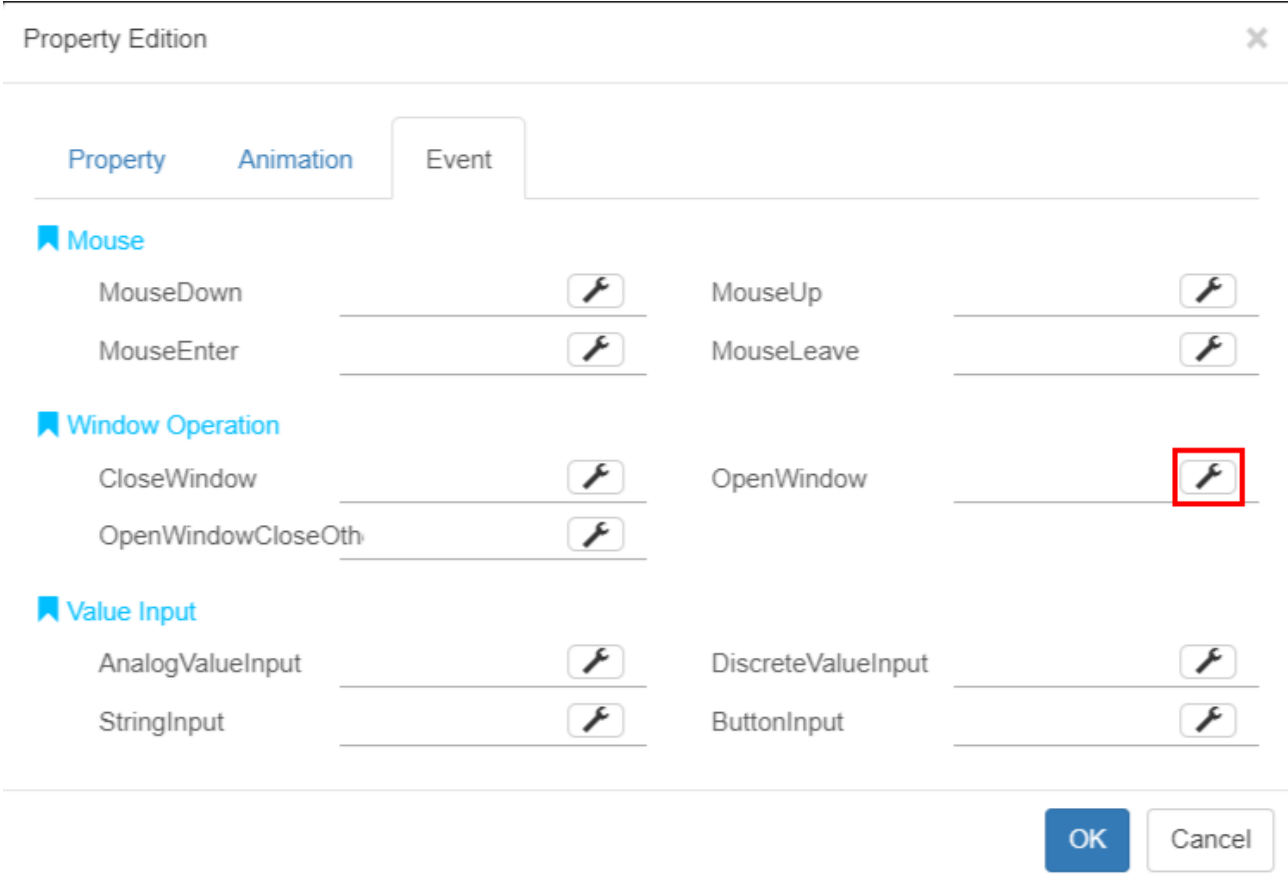 Property Edition ×
Property Animation Event
Mouse
MouseDown MouseUp
MouseEnter MouseLeave
Window Operation
CloseWindow OpenWindow
OpenWindowCloseOth
Value Input
AnalogValueInput DiscreteValueInput
StringInput ButtonInput
OK Cancel